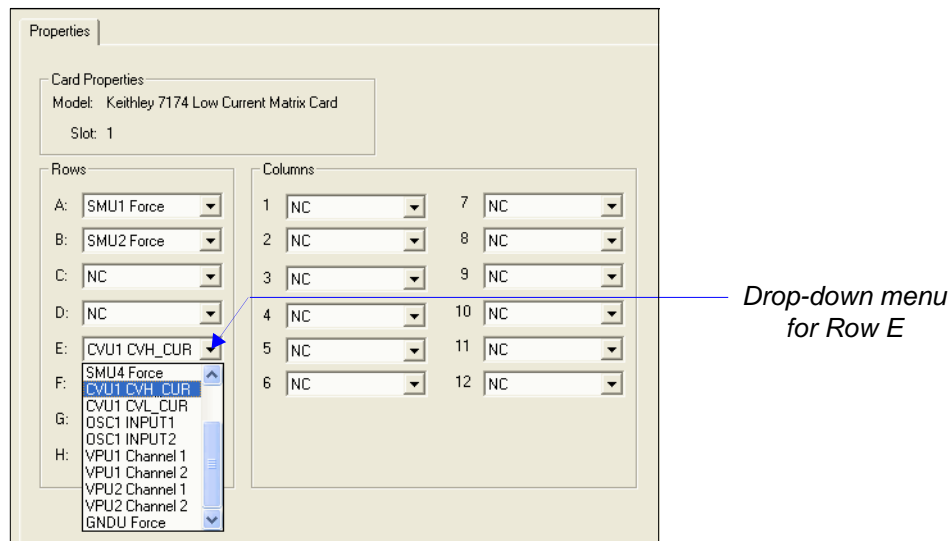 Properties
Card Properties
Model: Keithley 7174 Low Current Matrix Card
Slot: 1
Rows
A: SMU1 Force
B: SMU2 Force
C: NC
D: NC
E: CVU1 CVH_CUR
F:
G:
H:
SMU4 Force
CVU1 CVH_CUR
CVU1 CVL_CUR
OSC1 INPUT1
OSC1 INPUT2
VPU1 Channel 1
VPU1 Channel 2
VPU2 Channel 1
VPU2 Channel 2
GNDU Force
Columns
1 NC
2 NC
3 NC
4 NC
5 NC
6 NC
7 NC
8 NC
9 NC
10 NC
11 NC
12 NC
Drop-down menu
for Row E